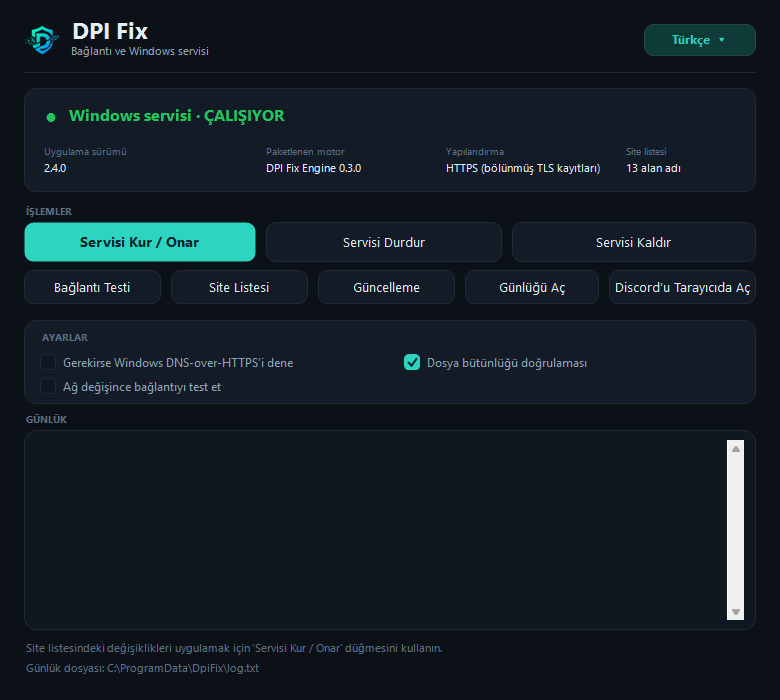 DPI Fix
Bağlantı ve Windows servisi
Türkçe
Windows servisi · ÇALIŞIYOR
Uygulama sürümü
2.4.0
Paketlenen motor
DPI Fix Engine 0.3.0
Yapılandırma
HTTPS (bölünmüş TLS kayıtları)
Site listesi
13 alan adı
İŞLEMLER
Servisi Kur / Onar
Servisi Durdur
Servisi Kaldır
Bağlantı Testi
Site Listesi
Güncelleme
Günlüğü Aç
Discord'u Tarayıcıda Aç
AYARLAR
Gerekirse Windows DNS-over-HTTPS'i dene
Dosya bütünlüğü doğrulaması
Ağ değişince bağlantıyı test et
GÜNLÜK
Site listesindeki değişiklikleri uygulamak için 'Servisi Kur / Onar' düğmesini kullanın.
Günlük dosyası: C:\ProgramData\DpiFix\log.txt